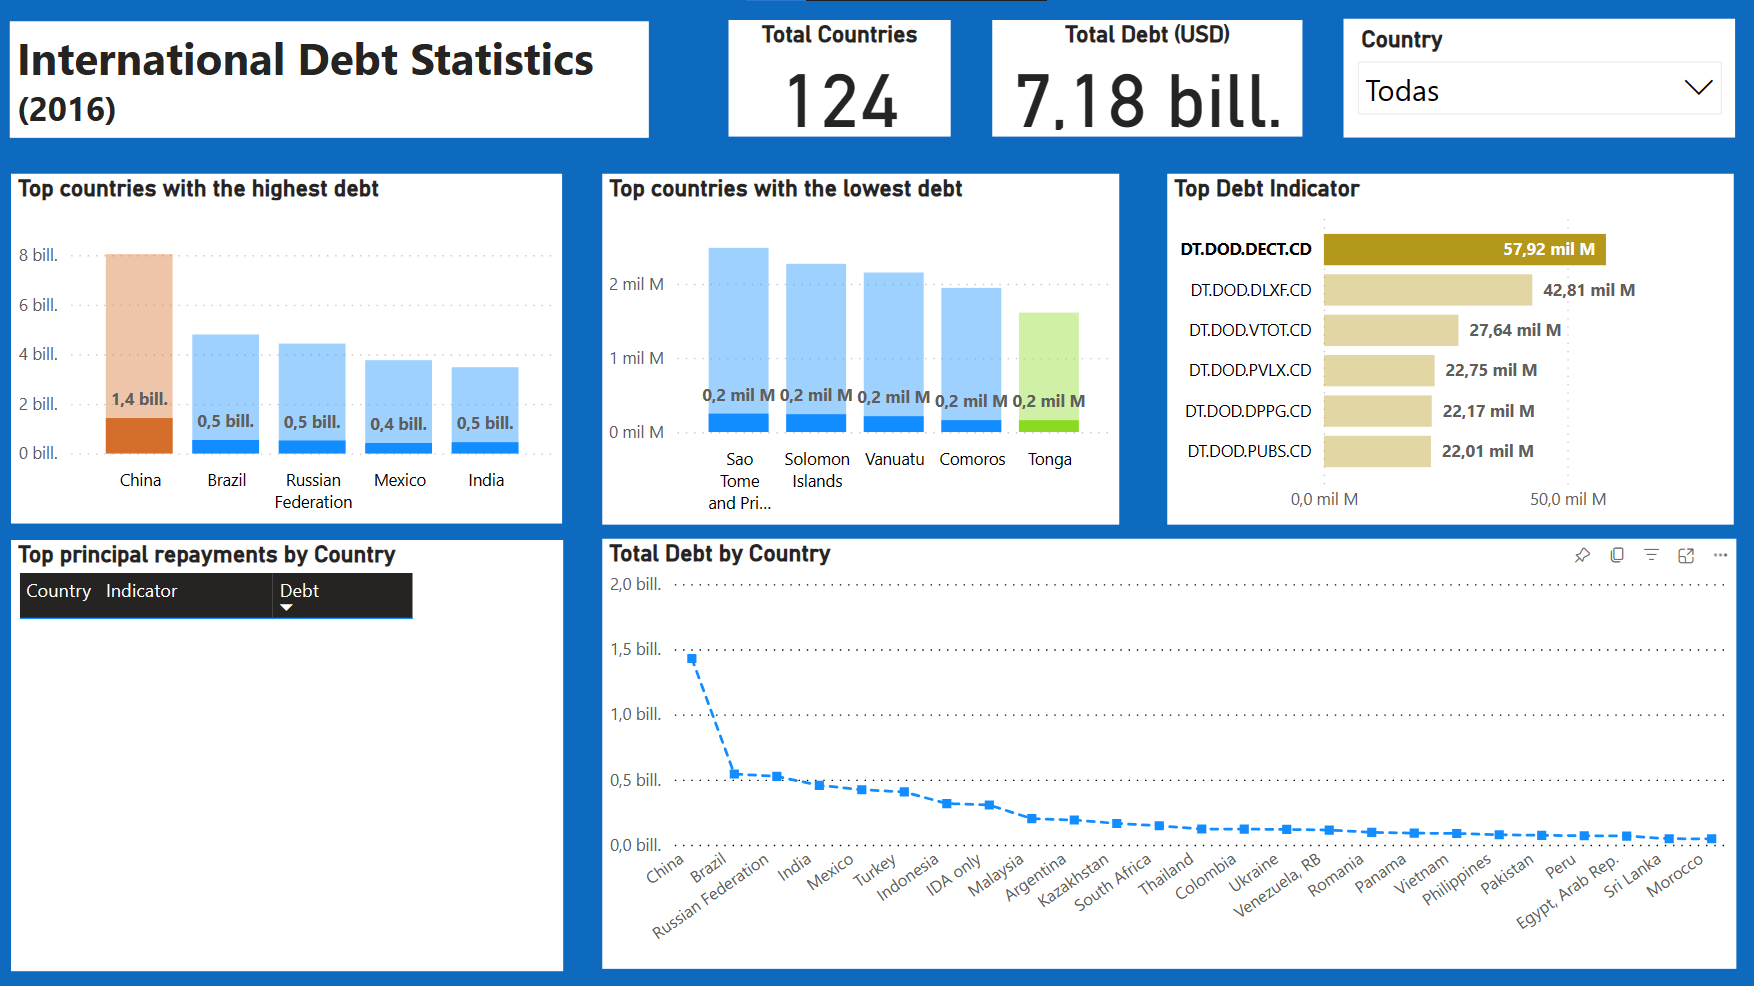 International Debt Statistics
(2016)
Total Countries
124
Total Debt (USD)
7,18 bill.
Country
Todas
Top countries with the highest debt
8 bill.
6 bill.
4 bill.
2 bill.
0 bill.
1,4 bill.
0,5 bill.
0,5 bill.
0,4 bill.
0,5 bill.
China
Brazil
Russian
Federation
Mexico
India
Top countries with the lowest debt
2 mil M
1 mil M
0 mil M
0,2 mil M
0,2 mil M
0,2 mil M
0,2 mil M
0,2 mil M
Sao
Tome
and Pri...
Solomon
Islands
Vanuatu
Comoros
Tonga
Top Debt Indicator
DT.DOD.DECT.CD
57,92 mil M
DT.DOD.DLXF.CD
42,81 mil M
DT.DOD.VTOT.CD
27,64 mil M
DT.DOD.PVLX.CD
22,75 mil M
DT.DOD.DPPG.CD
22,17 mil M
DT.DOD.PUBS.CD
22,01 mil M
0,0 mil M
50,0 mil M
Top principal repayments by Country
Country Indicator Debt
Total Debt by Country
2,0 bill.
1,5 bill.
1,0 bill.
0,5 bill.
0,0 bill.
China
Brazil
Russian Federation
India
Mexico
Turkey
Indonesia
IDA only
Malaysia
Argentina
Kazakhstan
South Africa
Thailand
Colombia
Ukraine
Venezuela, RB
Romania
Panama
Vietnam
Philippines
Pakistan
Peru
Egypt, Arab Rep.
Sri Lanka
Morocco